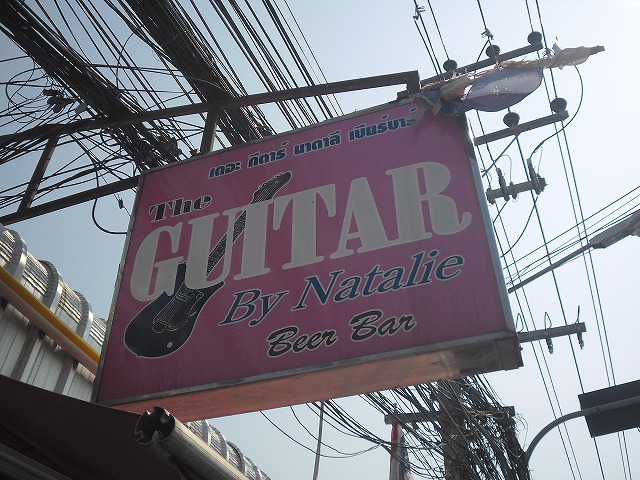 เดอะ กีตาร์ นาตาลี เบียร์บาร์
The
GUITAR
By Natalie
Beer Bar